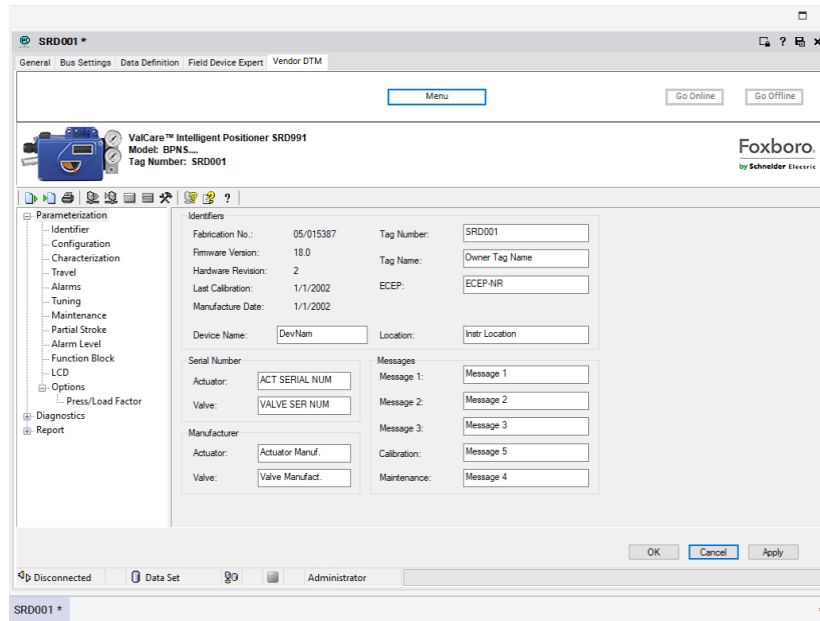 SRD001 *
General Bus Settings Data Definition Field Device Expert Vendor DTM
Menu
Go Online Go Offline
ValCare™ Intelligent Positioner SRD991
Model: BPNS....
Tag Number: SRD001
Foxboro.
by Schneider Electric
Parameterization
Identifier
Configuration
Characterization
Travel
Alarms
Tuning
Maintenance
Partial Stroke
Alarm Level
Function Block
LCD
Options
Press/Load Factor
Diagnostics
Report
Identifiers
Fabrication No.: 05/015387
Firmware Version: 18.0
Hardware Revision: 2
Last Calibration: 1/1/2002
Manufacture Date: 1/1/2002
Device Name: DevNam
Tag Number: SRD001
Tag Name: Owner Tag Name
ECEP: ECEP-NR
Location: Instr Location
Serial Number
Actuator: ACT SERIAL NUM
Valve: VALVE SER NUM
Manufacturer
Actuator: Actuator Manuf.
Valve: Valve Manufact.
Messages
Message 1: Message 1
Message 2: Message 2
Message 3: Message 3
Calibration: Message 5
Maintenance: Message 4
OK Cancel Apply
Disconnected Data Set Administrator
SRD001 *